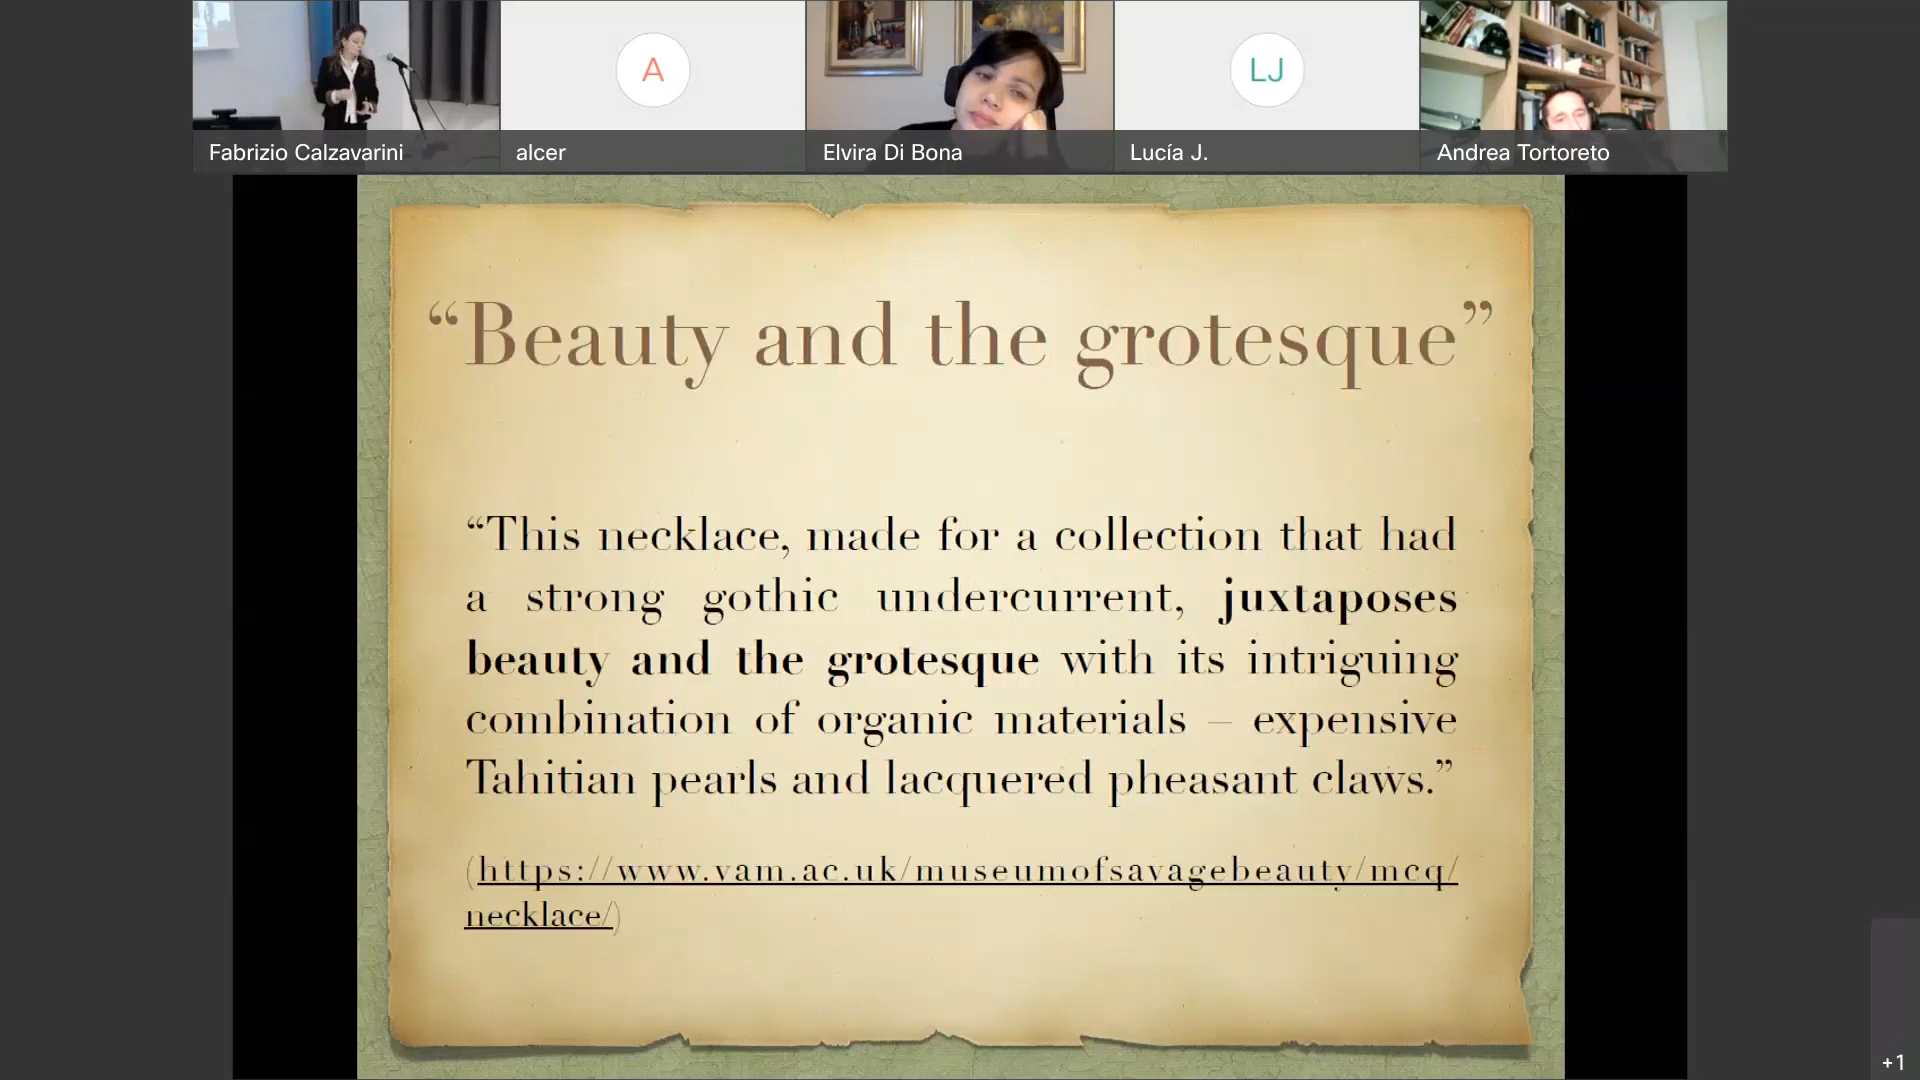 Fabrizio Calzavarini
A
alcer
Elvira Di Bona
LJ
Lucía J.
Andrea Tortoreto
“Beauty and the grotesque”
“This necklace, made for a collection that had
a strong gothic undercurrent, juxtaposes
beauty and the grotesque with its intriguing
combination of organic materials – expensive
Tahitian pearls and lacquered pheasant claws.”
(https://www.vam.ac.uk/museumofsavagebeauty/mcq/
necklace/)
+1